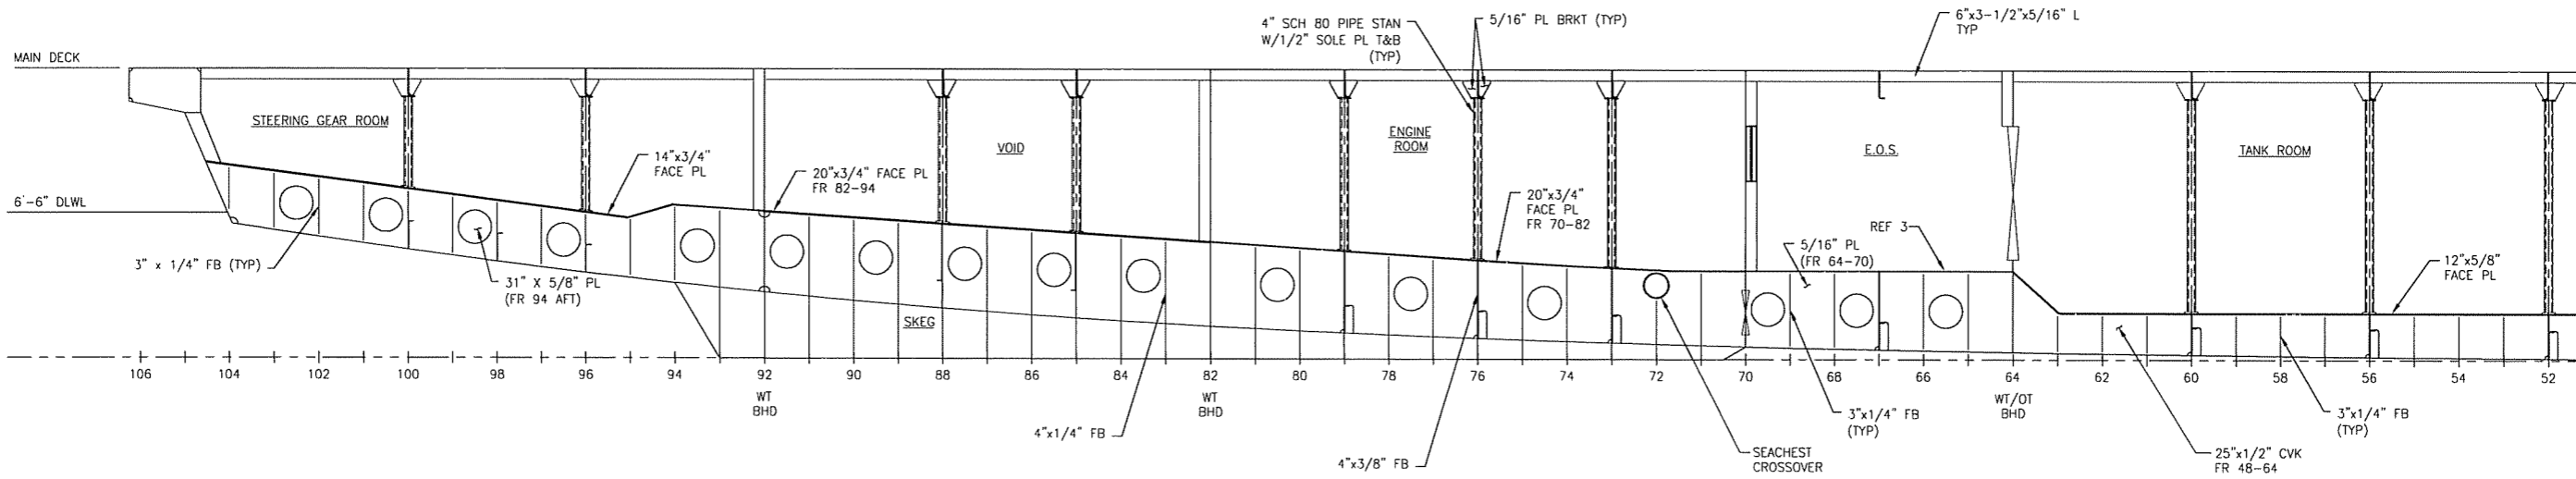 4" SCH 80 PIPE STAN
W/1/2" SOLE PL T&B
(TYP)
5/16" PL BRKT (TYP)
6"x3-1/2"x5/16" L
TYP
MAIN DECK
STEERING GEAR ROOM
14"x3/4"
FACE PL
20"x3/4" FACE PL
FR 82-94
VOID
ENGINE
ROOM
20"x3/4"
FACE PL
FR 70-82
E.O.S.
TANK ROOM
6'-6" DLWL
3" x 1/4" FB (TYP)
31" X 5/8" PL
(FR 94 AFT)
SKEG
REF 3
5/16" PL
(FR 64-70)
12"x5/8"
FACE PL
106 104 102 100 98 96 94 92 90 88 86 84 82 80 78 76 74 72 70 68 66 64 62 60 58 56 54 52
WT
BHD
WT
BHD
WT/OT
BHD
4"x1/4" FB
4"x3/8" FB
SEACHEST
CROSSOVER
3"x1/4" FB
(TYP)
25"x1/2" CVK
FR 48-64
3"x1/4" FB
(TYP)